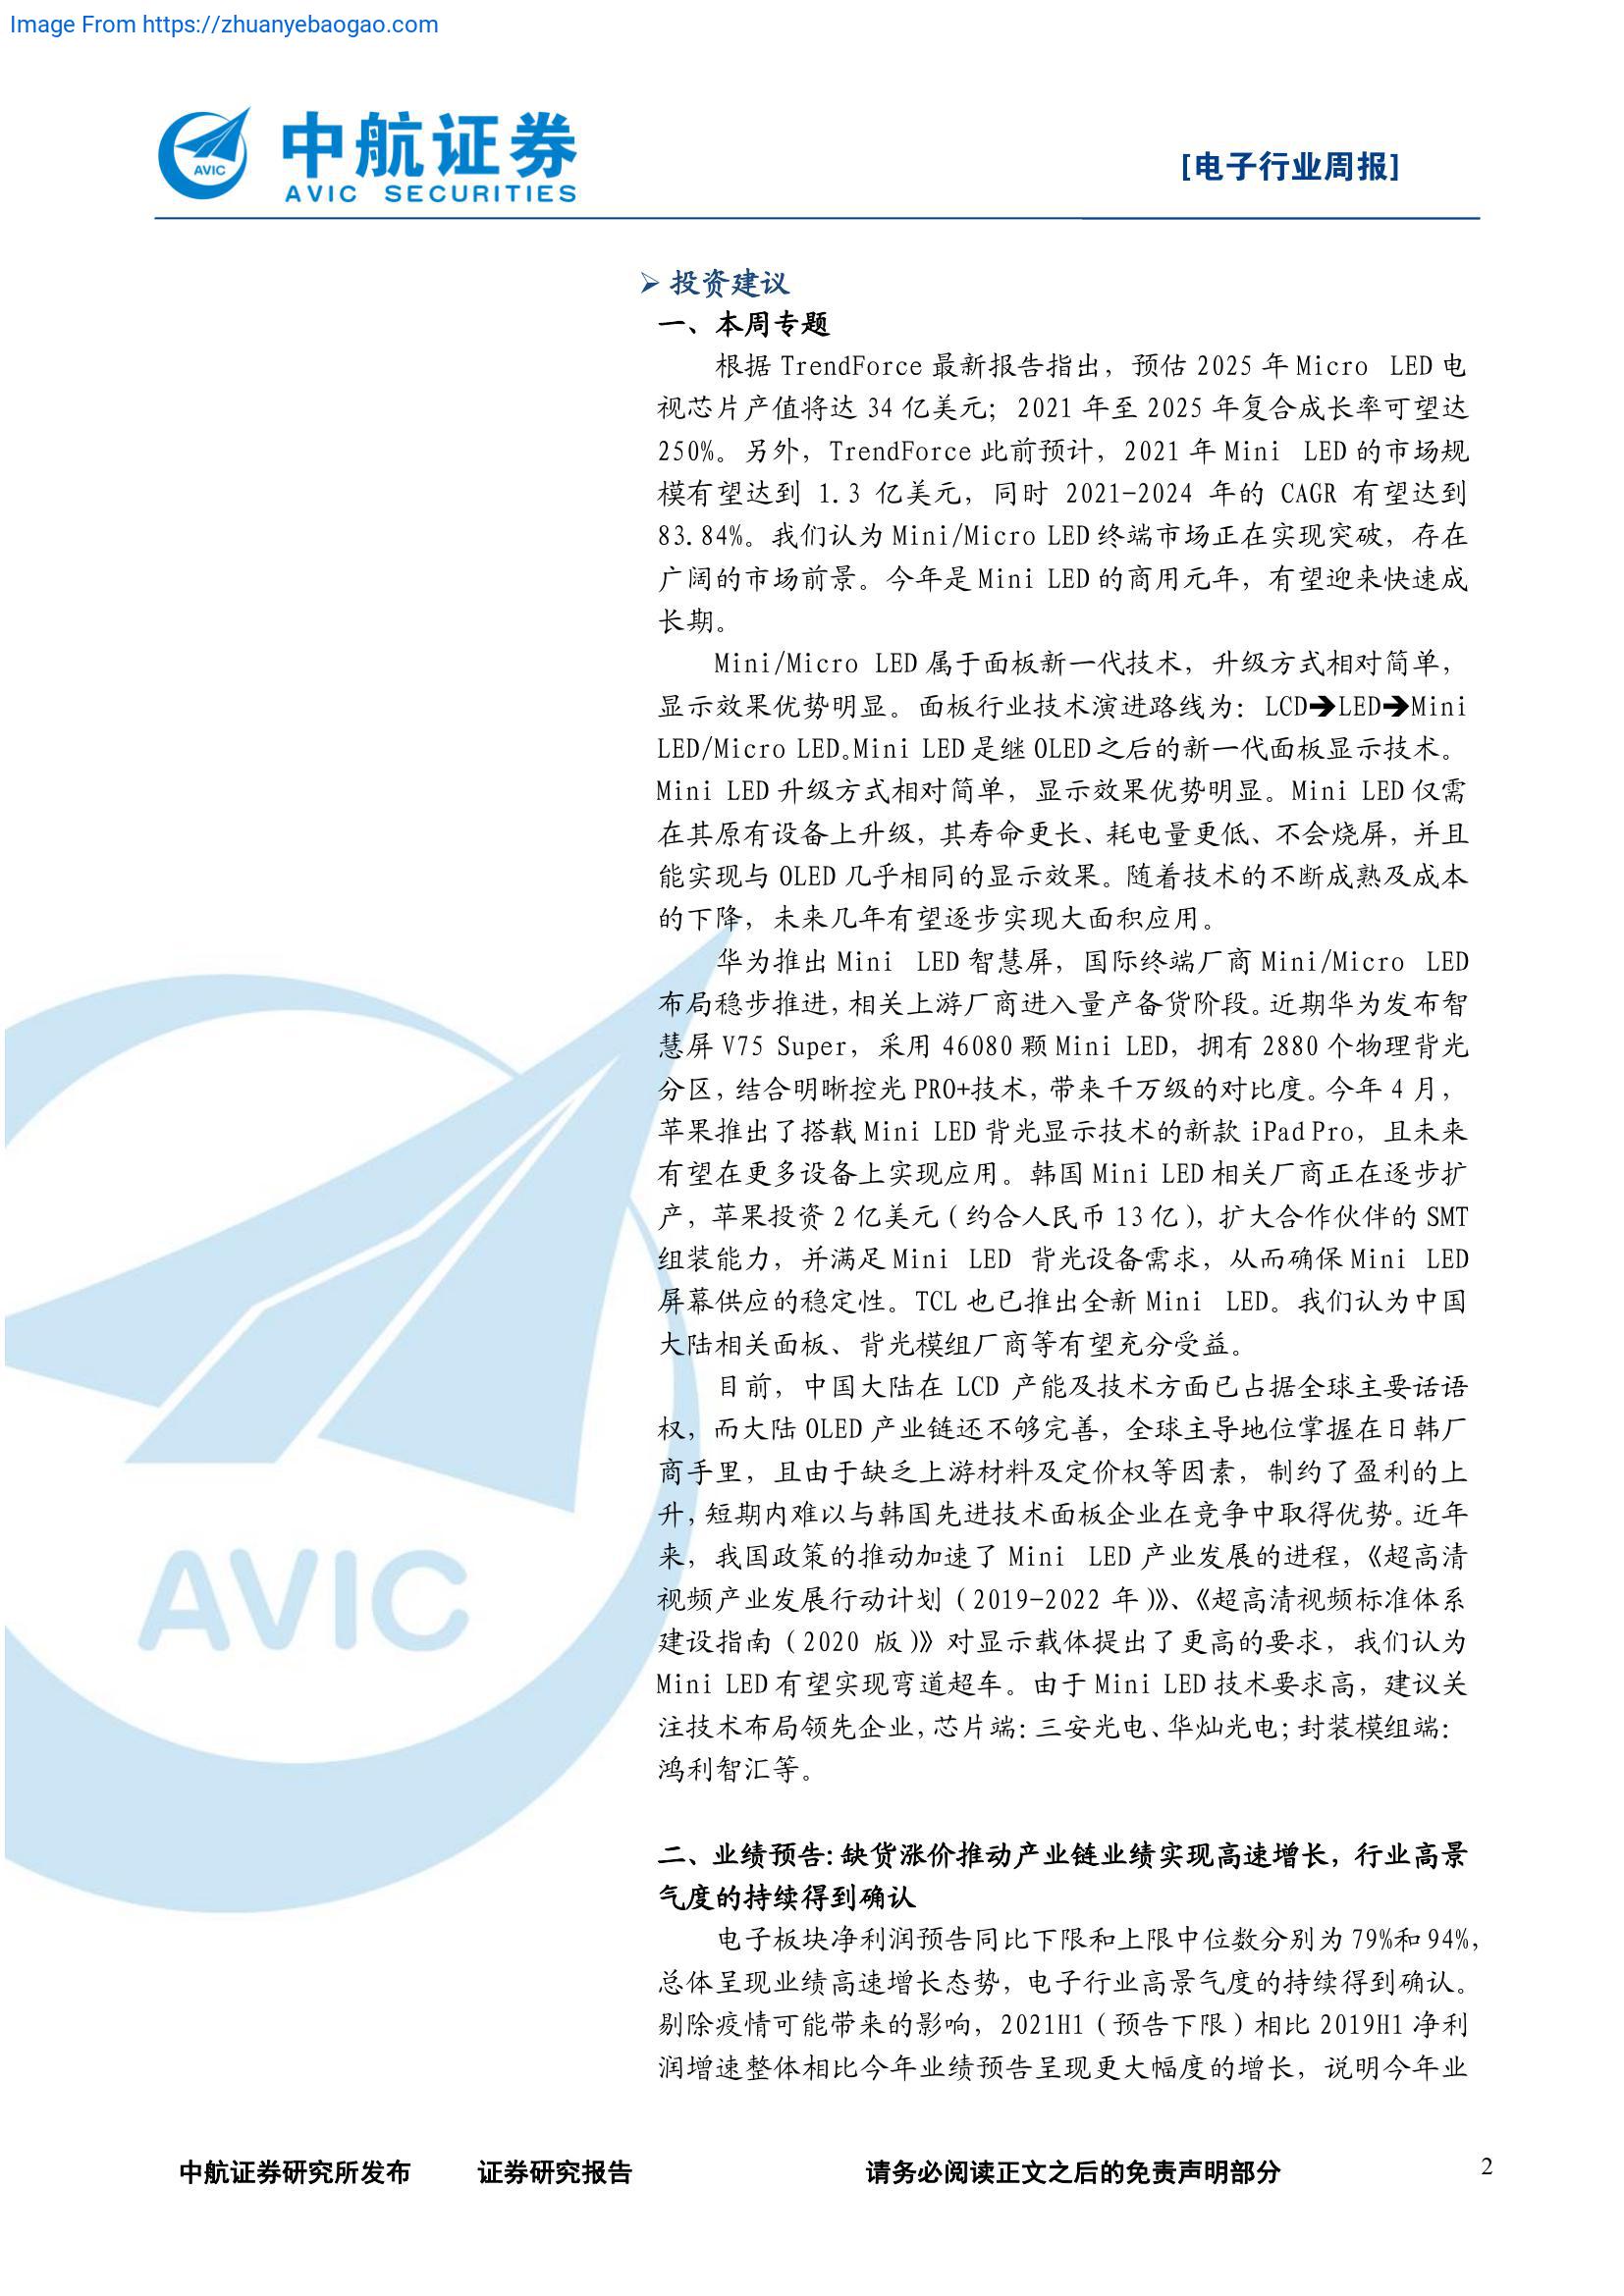 Image From https://zhuanyebaogao.com
中航证券
AVIC
AVIC SECURITIES
[电子行业周报]
➢ 投资建议
一、本周专题
根据 TrendForce 最新报告指出，预估 2025 年 Micro LED 电
视芯片产值将达 34 亿美元；2021 年至 2025 年复合成长率可望达
250%。另外，TrendForce 此前预计，2021 年 Mini LED 的市场规
模有望达到 1.3 亿美元，同时 2021-2024 年的 CAGR 有望达到
83.84%。我们认为 Mini/Micro LED 终端市场正在实现突破，存在
广阔的市场前景。今年是 Mini LED 的商用元年，有望迎来快速成
长期。
Mini/Micro LED 属于面板新一代技术，升级方式相对简单，
显示效果优势明显。面板行业技术演进路线为：LCD➔LED➔Mini
LED/Micro LED。Mini LED 是继 OLED 之后的新一代面板显示技术。
Mini LED 升级方式相对简单，显示效果优势明显。Mini LED 仅需
在其原有设备上升级，其寿命更长、耗电量更低、不会烧屏，并且
能实现与 OLED 几乎相同的显示效果。随着技术的不断成熟及成本
的下降，未来几年有望逐步实现大面积应用。
华为推出 Mini LED 智慧屏，国际终端厂商 Mini/Micro LED
布局稳步推进，相关上游厂商进入量产备货阶段。近期华为发布智
慧屏 V75 Super，采用 46080 颗 Mini LED，拥有 2880 个物理背光
分区，结合明晰控光 PRO+技术，带来千万级的对比度。今年 4 月，
苹果推出了搭载 Mini LED 背光显示技术的新款 iPad Pro，且未来
有望在更多设备上实现应用。韩国 Mini LED 相关厂商正在逐步扩
产，苹果投资 2 亿美元（约合人民币 13 亿），扩大合作伙伴的 SMT
组装能力，并满足 Mini LED 背光设备需求，从而确保 Mini LED
屏幕供应的稳定性。TCL 也已推出全新 Mini LED。我们认为中国
大陆相关面板、背光模组厂商等有望充分受益。
目前，中国大陆在 LCD 产能及技术方面已占据全球主要话语
权，而大陆 OLED 产业链还不够完善，全球主导地位掌握在日韩厂
商手里，且由于缺乏上游材料及定价权等因素，制约了盈利的上
升，短期内难以与韩国先进技术面板企业在竞争中取得优势。近年
来，我国政策的推动加速了 Mini LED 产业发展的进程，《超高清
视频产业发展行动计划（2019-2022 年）》、《超高清视频标准体系
建设指南（2020 版）》对显示载体提出了更高的要求，我们认为
Mini LED 有望实现弯道超车。由于 Mini LED 技术要求高，建议关
注技术布局领先企业，芯片端：三安光电、华灿光电；封装模组端：
鸿利智汇等。
二、业绩预告：缺货涨价推动产业链业绩实现高速增长，行业高景
气度的持续得到确认
电子板块净利润预告同比下限和上限中位数分别为 79%和 94%，
总体呈现业绩高速增长态势，电子行业高景气度的持续得到确认。
剔除疫情可能带来的影响，2021H1（预告下限）相比 2019H1 净利
润增速整体相比今年业绩预告呈现更大幅度的增长，说明今年业
AVIC
中航证券研究所发布 证券研究报告 请务必阅读正文之后的免责声明部分 2